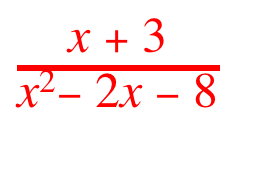 x + 3
x² – 2x – 8